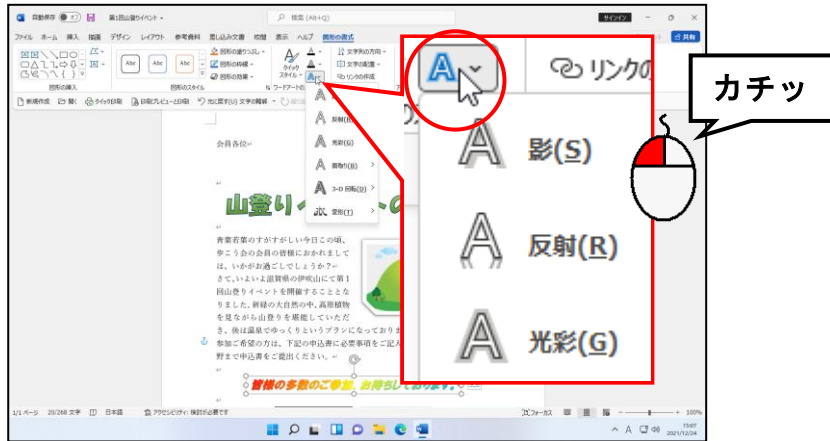 自動保存 オフ 第1回山登りイベント
検索 (Alt+Q)
サインイン
ファイル ホーム 挿入 描画 デザイン レイアウト 参考資料 差し込み文書 校閲 表示 ヘルプ 図形の書式
共有
図形の塗りつぶし
図形の枠線
図形の効果
Abc Abc Abc
クイック
スタイル
文字列の方向
文字の配置
リンクの作成
図形の挿入 図形のスタイル
新規作成 開く クイック印刷 印刷プレビューと印刷 元に戻す(U) 文字の輪郭
反射(R)
光彩(G)
面取り(B)
3-D 回転(D)
変形(T)
リンクの
影(S)
反射(R)
光彩(G)
カチッ
会員各位
山登りイ
青葉若葉のすがすがしい今日この頃、
歩こう会の会員の皆様におかれまして
は、いかがお過ごしでしょうか?
さて、いよいよ滋賀県の伊吹山にて第1
回山登りイベントを開催することとな
りました。新緑の大自然の中、高原植物
を見ながら山登りを堪能していただ
き、後は温泉でゆっくりというプランになっており
参加ご希望の方は、下記の申込書に必要事項をご記入
野まで申込書をご提出ください。
皆様の多数のご参加、お待ちしております。
1/1 ページ 20/268 文字 日本語 アクセシビリティ: 検討が必要です
フォーカス
100%
A
15:07
2021/12/24